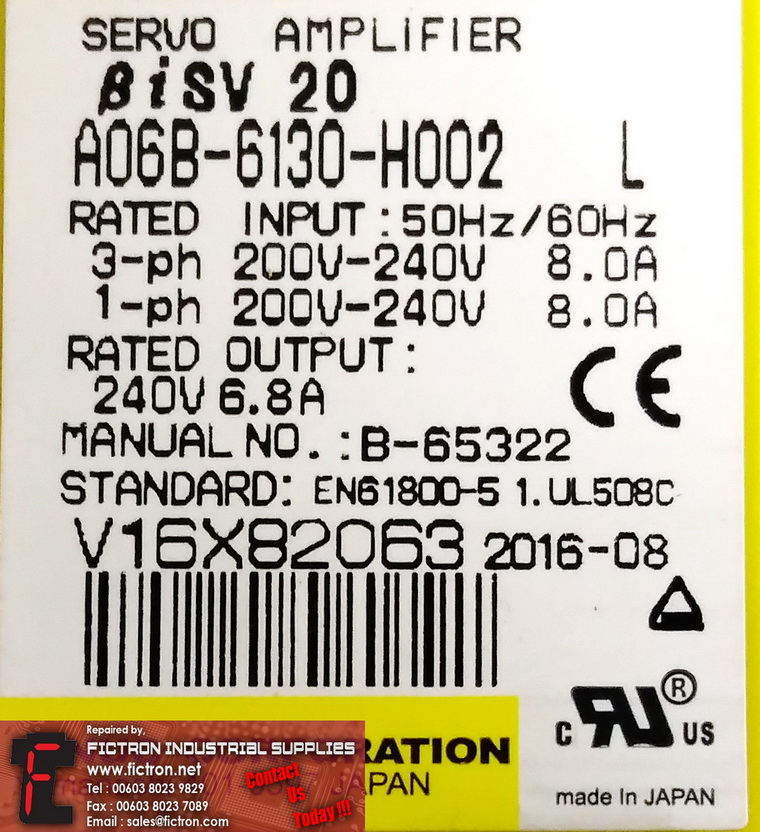 SERVO AMPLIFIER
βiSV 20
A06B-6130-H002 L
RATED INPUT:50Hz/60Hz
3-ph 200V-240V 8.0A
1-ph 200V-240V 8.0A
RATED OUTPUT:
240V 6.8A
CE
MANUAL NO.:B-65322
STANDARD: EN61800-5 1.UL508C
V16X82063 2016-08
C RU ® US
RATION
APAN
made In JAPAN
Repaired by,
FICTRON INDUSTRIAL SUPPLIES
www.fictron.net
Tel : 00603 8023 9829
Fax : 00603 8023 7089
Email : sales@fictron.com
Contact
Us
Today !!!